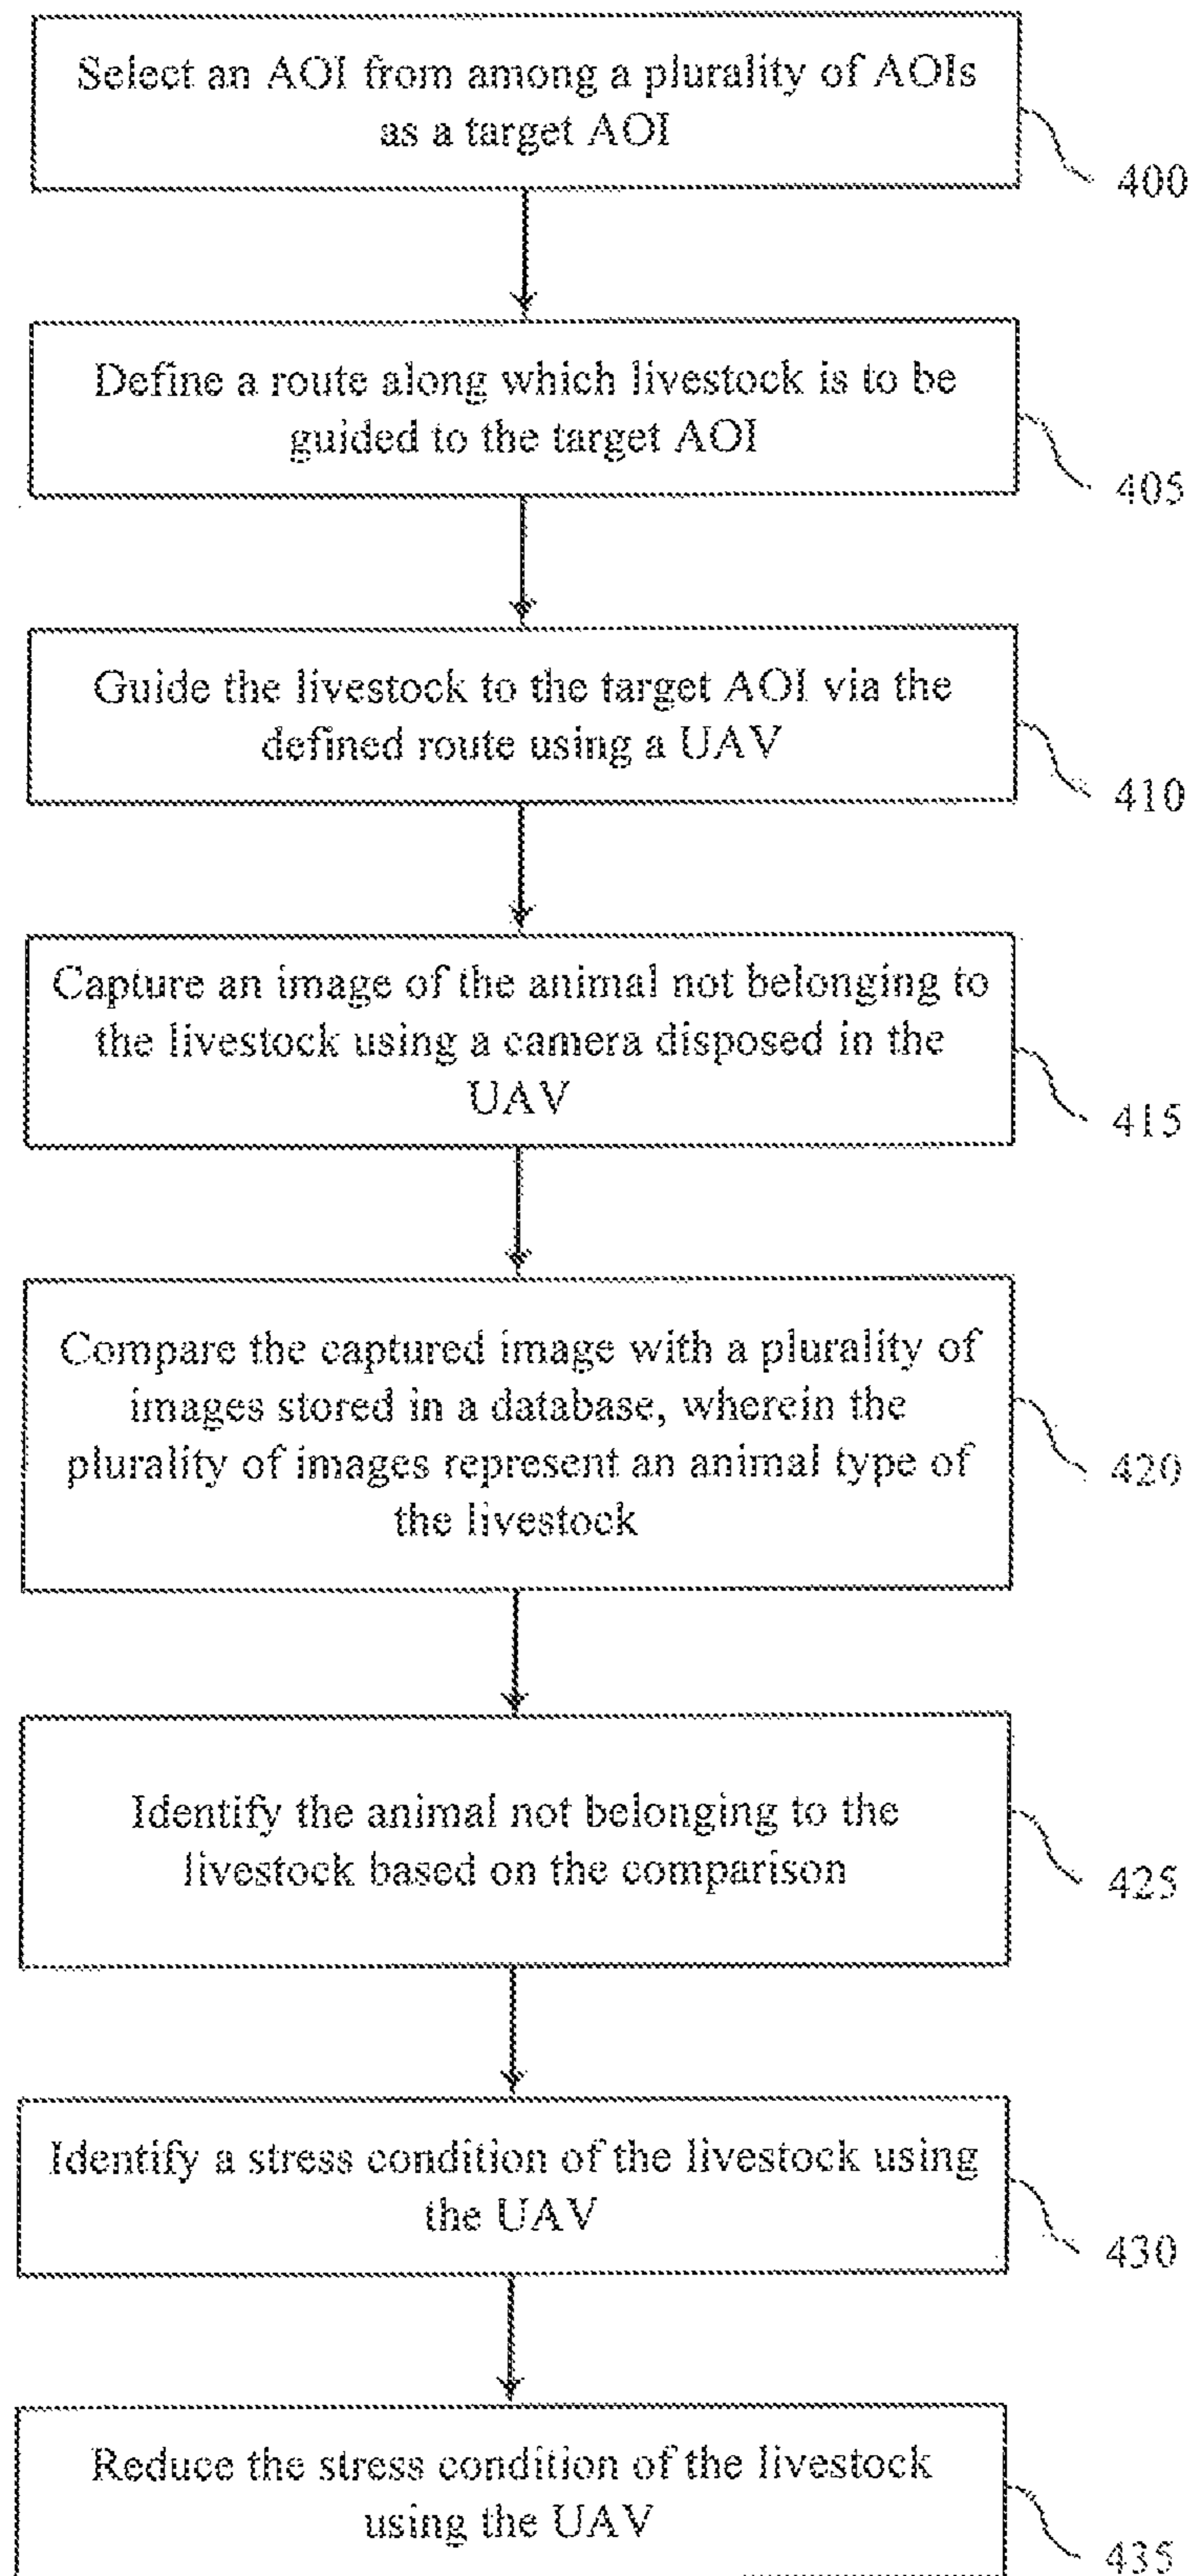 Select an AOI from among a plurality of AOIs
as a target AOI
400
Define a route along which livestock is to be
guided to the target AOI
405
Guide the livestock to the target AOI via the
defined route using a UAV
410
Capture an image of the animal not belonging to
the livestock using a camera disposed in the
UAV
415
Compare the captured image with a plurality of
images stored in a database, wherein the
plurality of images represent an animal type of
the livestock
420
Identify the animal not belonging to the
livestock based on the comparison
425
Identify a stress condition of the livestock using
the UAV
430
Reduce the stress condition of the livestock
using the UAV
435